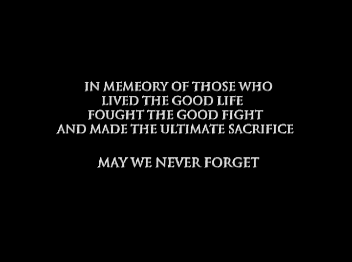 IN MEMEORY OF THOSE WHO
LIVED THE GOOD LIFE
FOUGHT THE GOOD FIGHT
AND MADE THE ULTIMATE SACRIFICE
MAY WE NEVER FORGET